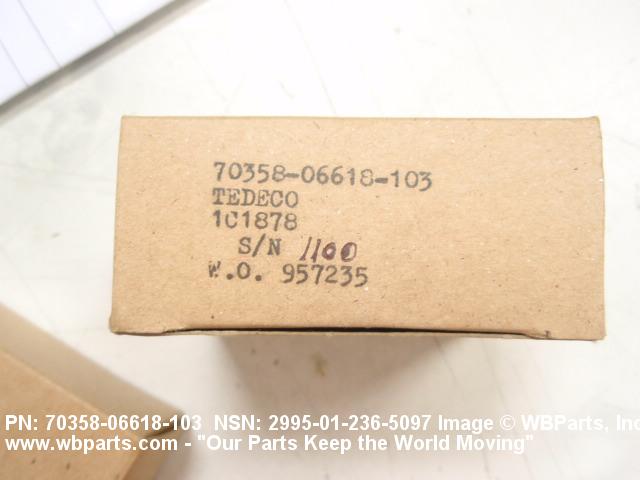 70358-06618-103
TEDECO
1C1878
S/N 1100
W.O. 957235
PN: 70358-06618-103 NSN: 2995-01-236-5097 Image © WBParts, Inc
www.wbparts.com - "Our Parts Keep the World Moving"